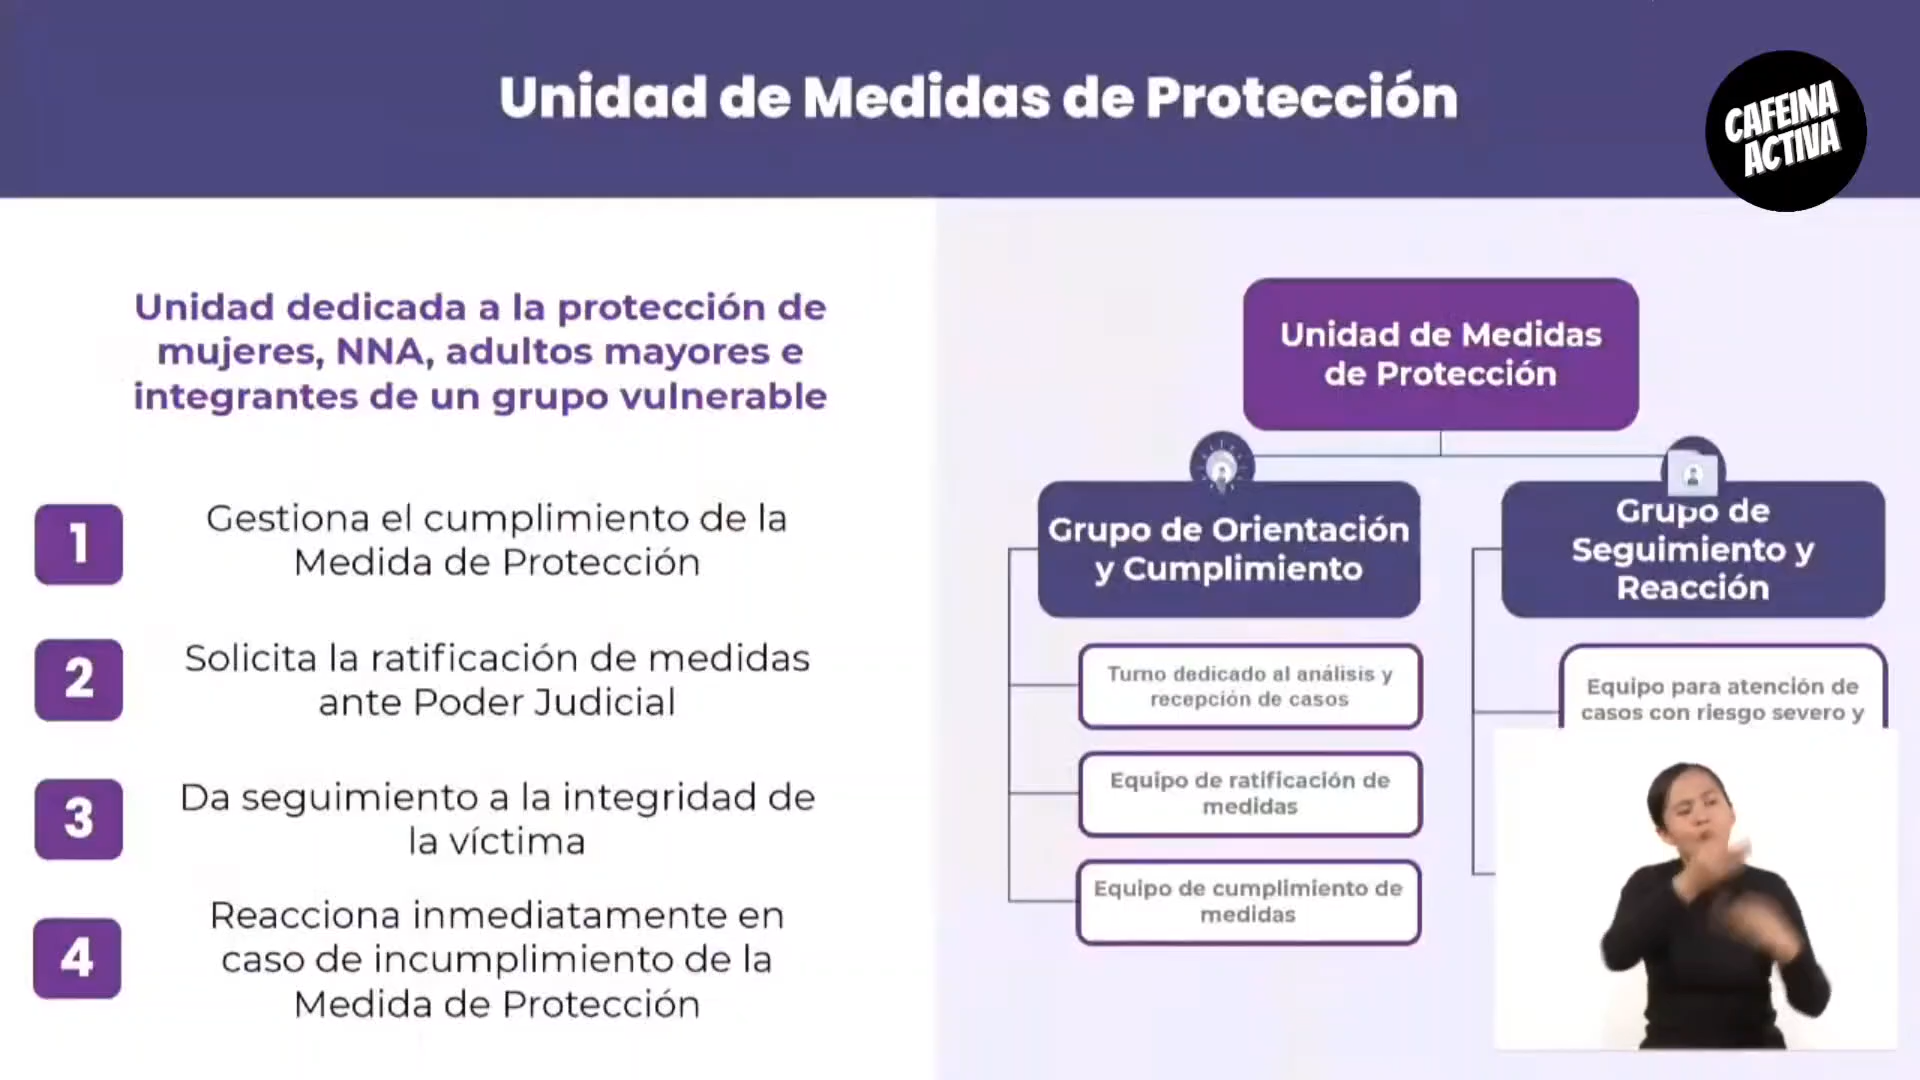 Unidad de Medidas de Protección
CAFEINA
ACTIVA
Unidad dedicada a la protección de
mujeres, NNA, adultos mayores e
integrantes de un grupo vulnerable
1
Gestiona el cumplimiento de la
Medida de Protección
2
Solicita la ratificación de medidas
ante Poder Judicial
3
Da seguimiento a la integridad de
la víctima
4
Reacciona inmediatamente en
caso de incumplimiento de la
Medida de Protección
Unidad de Medidas
de Protección
Grupo de Orientación
y Cumplimiento
Turno dedicado al análisis y
recepción de casos
Equipo de ratificación de
medidas
Equipo de cumplimiento de
medidas
Grupo de
Seguimiento y
Reacción
Equipo para atención de
casos con riesgo severo y